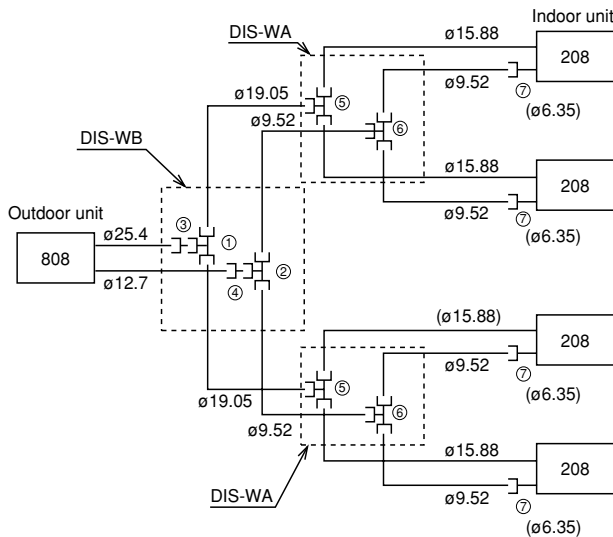 Indoor unit
DIS-WA
ø15.88
208
ø9.52
⑦
ø19.05
⑤
(ø6.35)
ø9.52
⑥
DIS-WB
ø15.88
208
ø9.52
⑦
(ø6.35)
Outdoor unit
③
①
ø25.4
808
②
ø12.7
④
(ø15.88)
208
ø9.52
⑦
⑤
(ø6.35)
ø19.05
⑥
ø9.52
ø15.88
208
DIS-WA
ø9.52
⑦
(ø6.35)